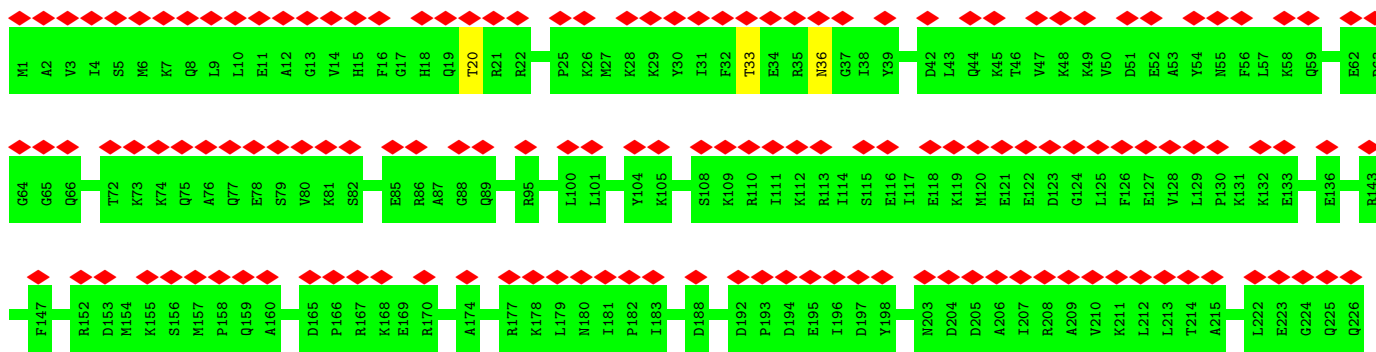 M1 A2 V3 I4 S5 M6 K7 Q8 L9 L10 E11 A12 G13 V14 H15 F16 G17 H18 Q19 T20 R21 R22 P25 K26 M27 K28 K29 Y30 I31 F32 T33 E34 R35 N36 G37 I38 Y39 D42 L43 Q44 K45 T46 V47 K48 K49 V50 D51 E52 A53 Y54 N55 F56 L57 K58 Q59 E62
G64 G65 Q66 T72 K73 K74 Q75 A76 Q77 E78 S79 V80 K81 S82 E85 R86 A87 G88 Q89 R95 L100 L101 Y104 K105 S108 K109 R110 I111 K112 R113 I114 S115 E116 I117 E118 K119 M120 E121 E122 D123 G124 L125 F126 E127 V128 L129 P130 K131 K132 E133 E136 R143
F147 R152 D153 M154 K155 S156 M157 P158 Q159 A160 D165 P166 R167 K168 E169 R170 A174 R177 K178 L179 N180 I181 P182 I183 D188 D192 P193 D194 E195 I196 D197 Y198 N203 D204 D205 A206 I207 R208 A209 V210 K211 L212 L213 T214 A215 L222 E223 G224 Q225 Q226